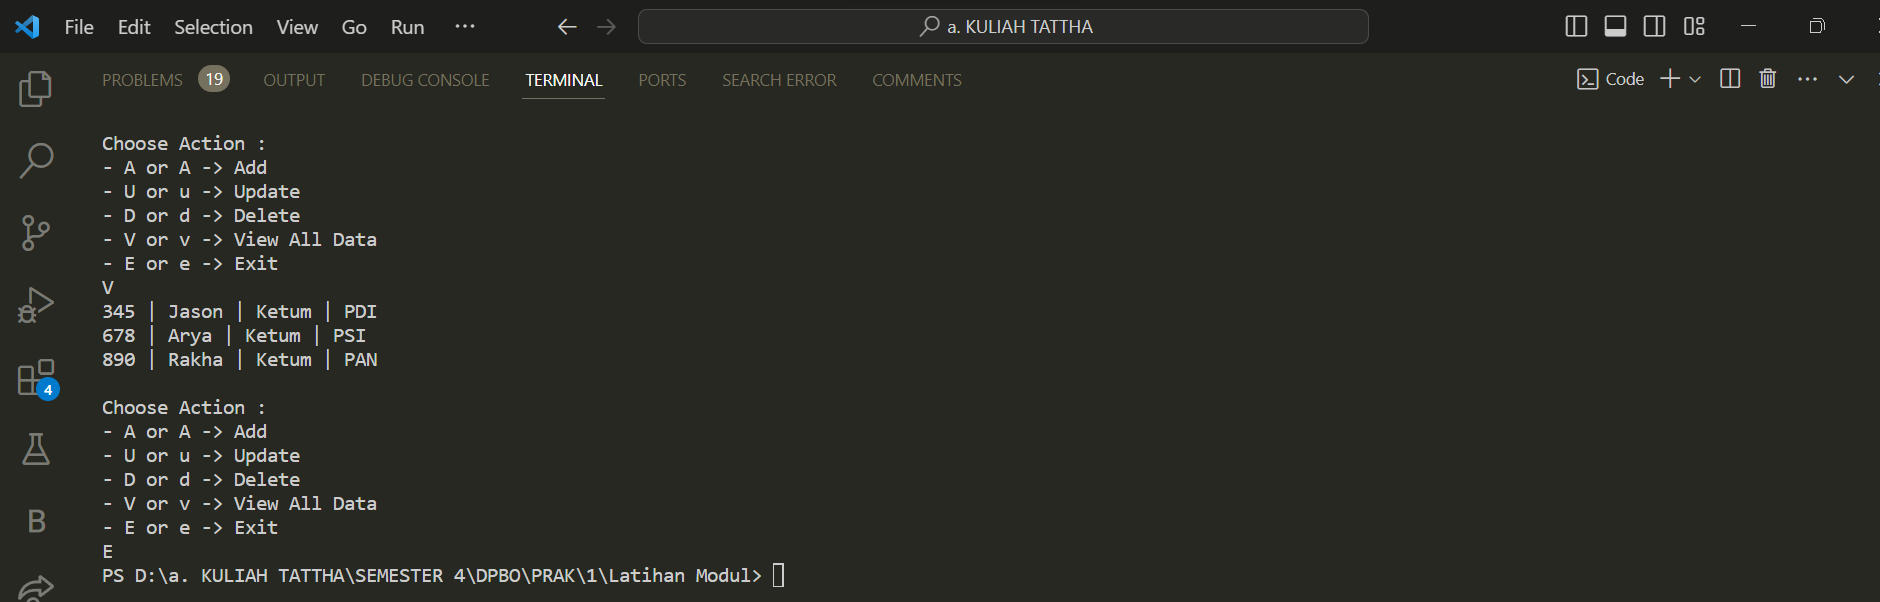 File Edit Selection View Go Run ··· a. KULIAH TATTHA
PROBLEMS 19 OUTPUT DEBUG CONSOLE TERMINAL PORTS SEARCH ERROR COMMENTS Code
Choose Action :
- A or A -> Add
- U or u -> Update
- D or d -> Delete
- V or v -> View All Data
- E or e -> Exit
V
345 | Jason | Ketum | PDI
678 | Arya | Ketum | PSI
890 | Rakha | Ketum | PAN
4
Choose Action :
- A or A -> Add
- U or u -> Update
- D or d -> Delete
- V or v -> View All Data
- E or e -> Exit
B
E
PS D:\a. KULIAH TATTHA\SEMESTER 4\DPBO\PRAK\1\Latihan Modul>